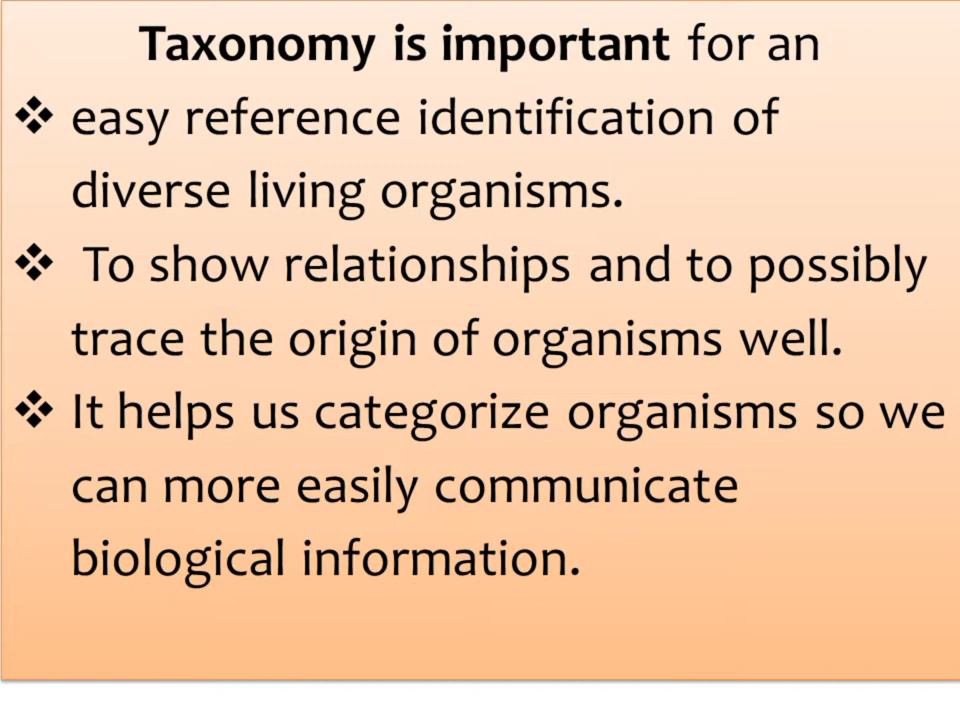 Taxonomy is important for an
❖ easy reference identification of
diverse living organisms.
❖ To show relationships and to possibly
trace the origin of organisms well.
❖ It helps us categorize organisms so we
can more easily communicate
biological information.